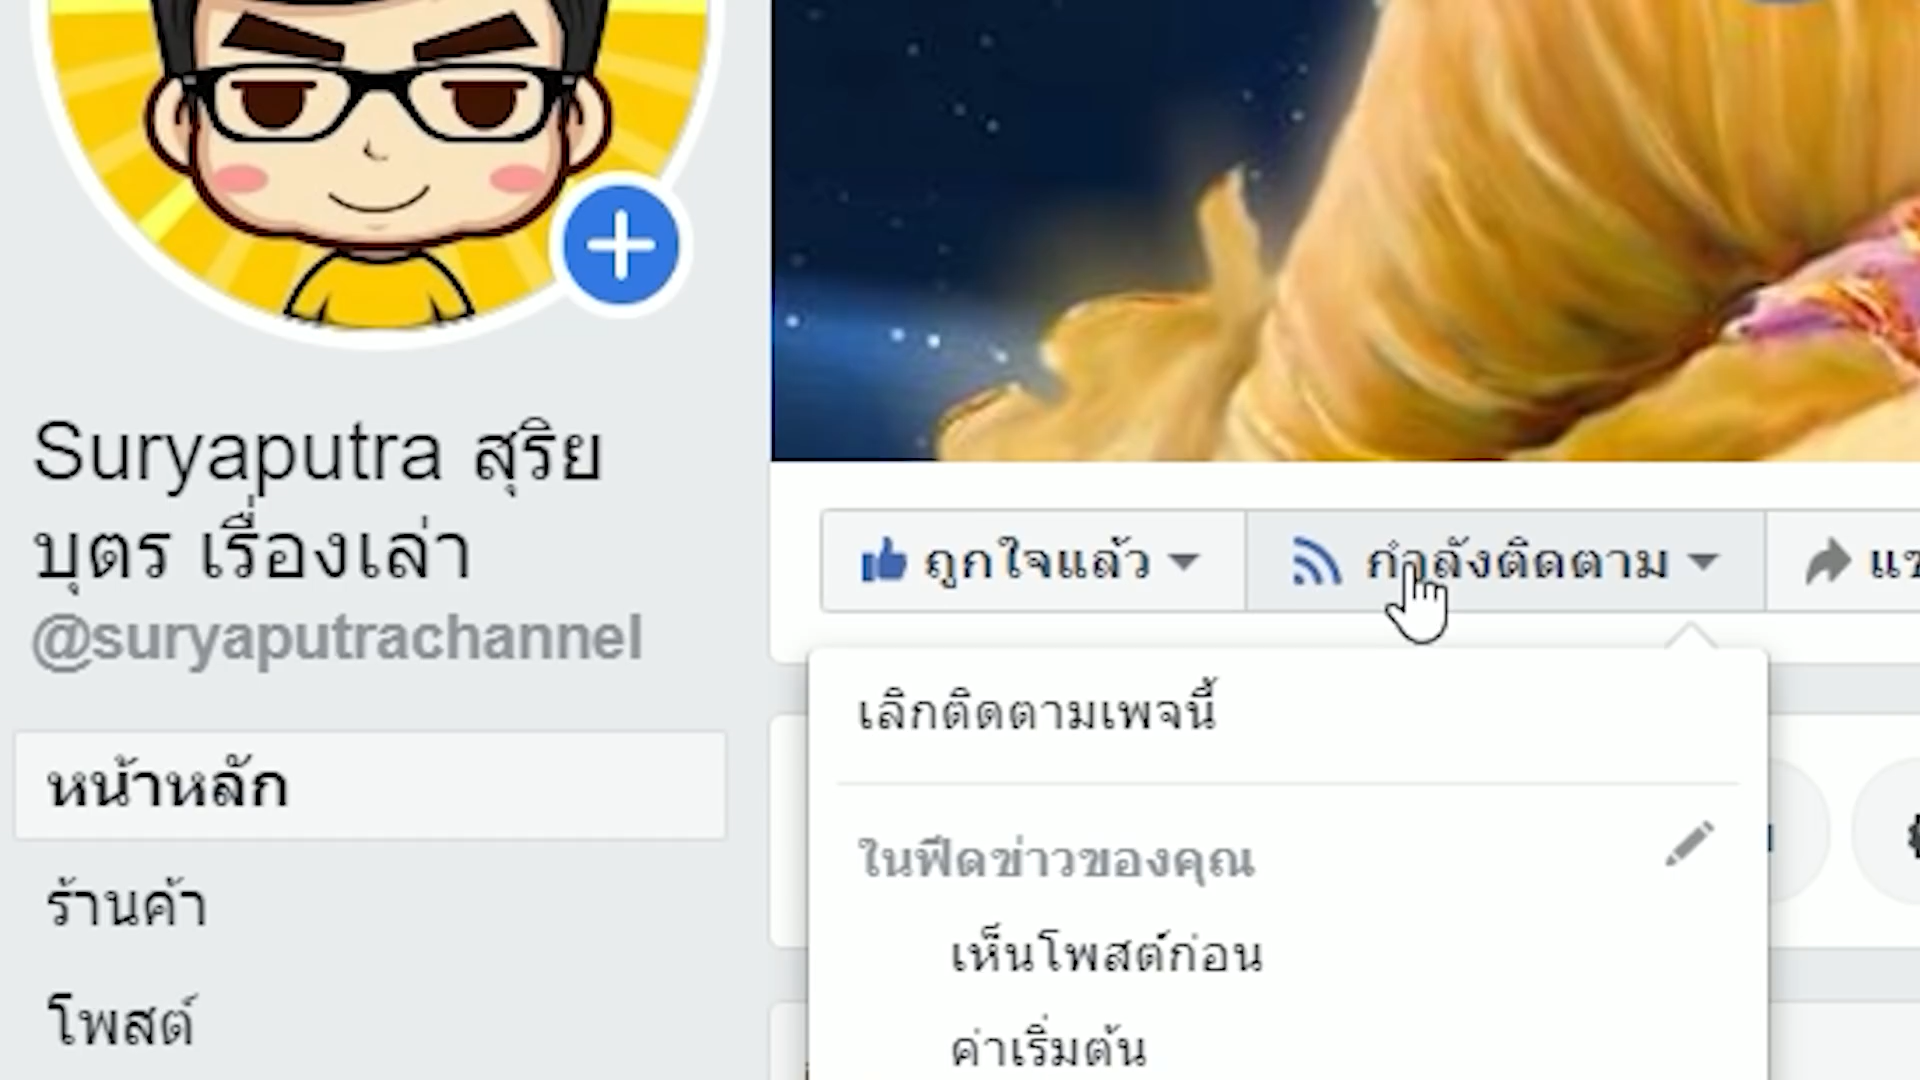 Suryaputra สุริย
บุตร เรื่องเล่า
@suryaputrachannel
หน้าหลัก
ร้านค้า
โพสต์
ถูกใจแล้ว
กำลังติดตาม
เลิกติดตามเพจนี้
ในฟีดข่าวของคุณ
เห็นโพสต์ก่อน
ค่าเริ่มต้น